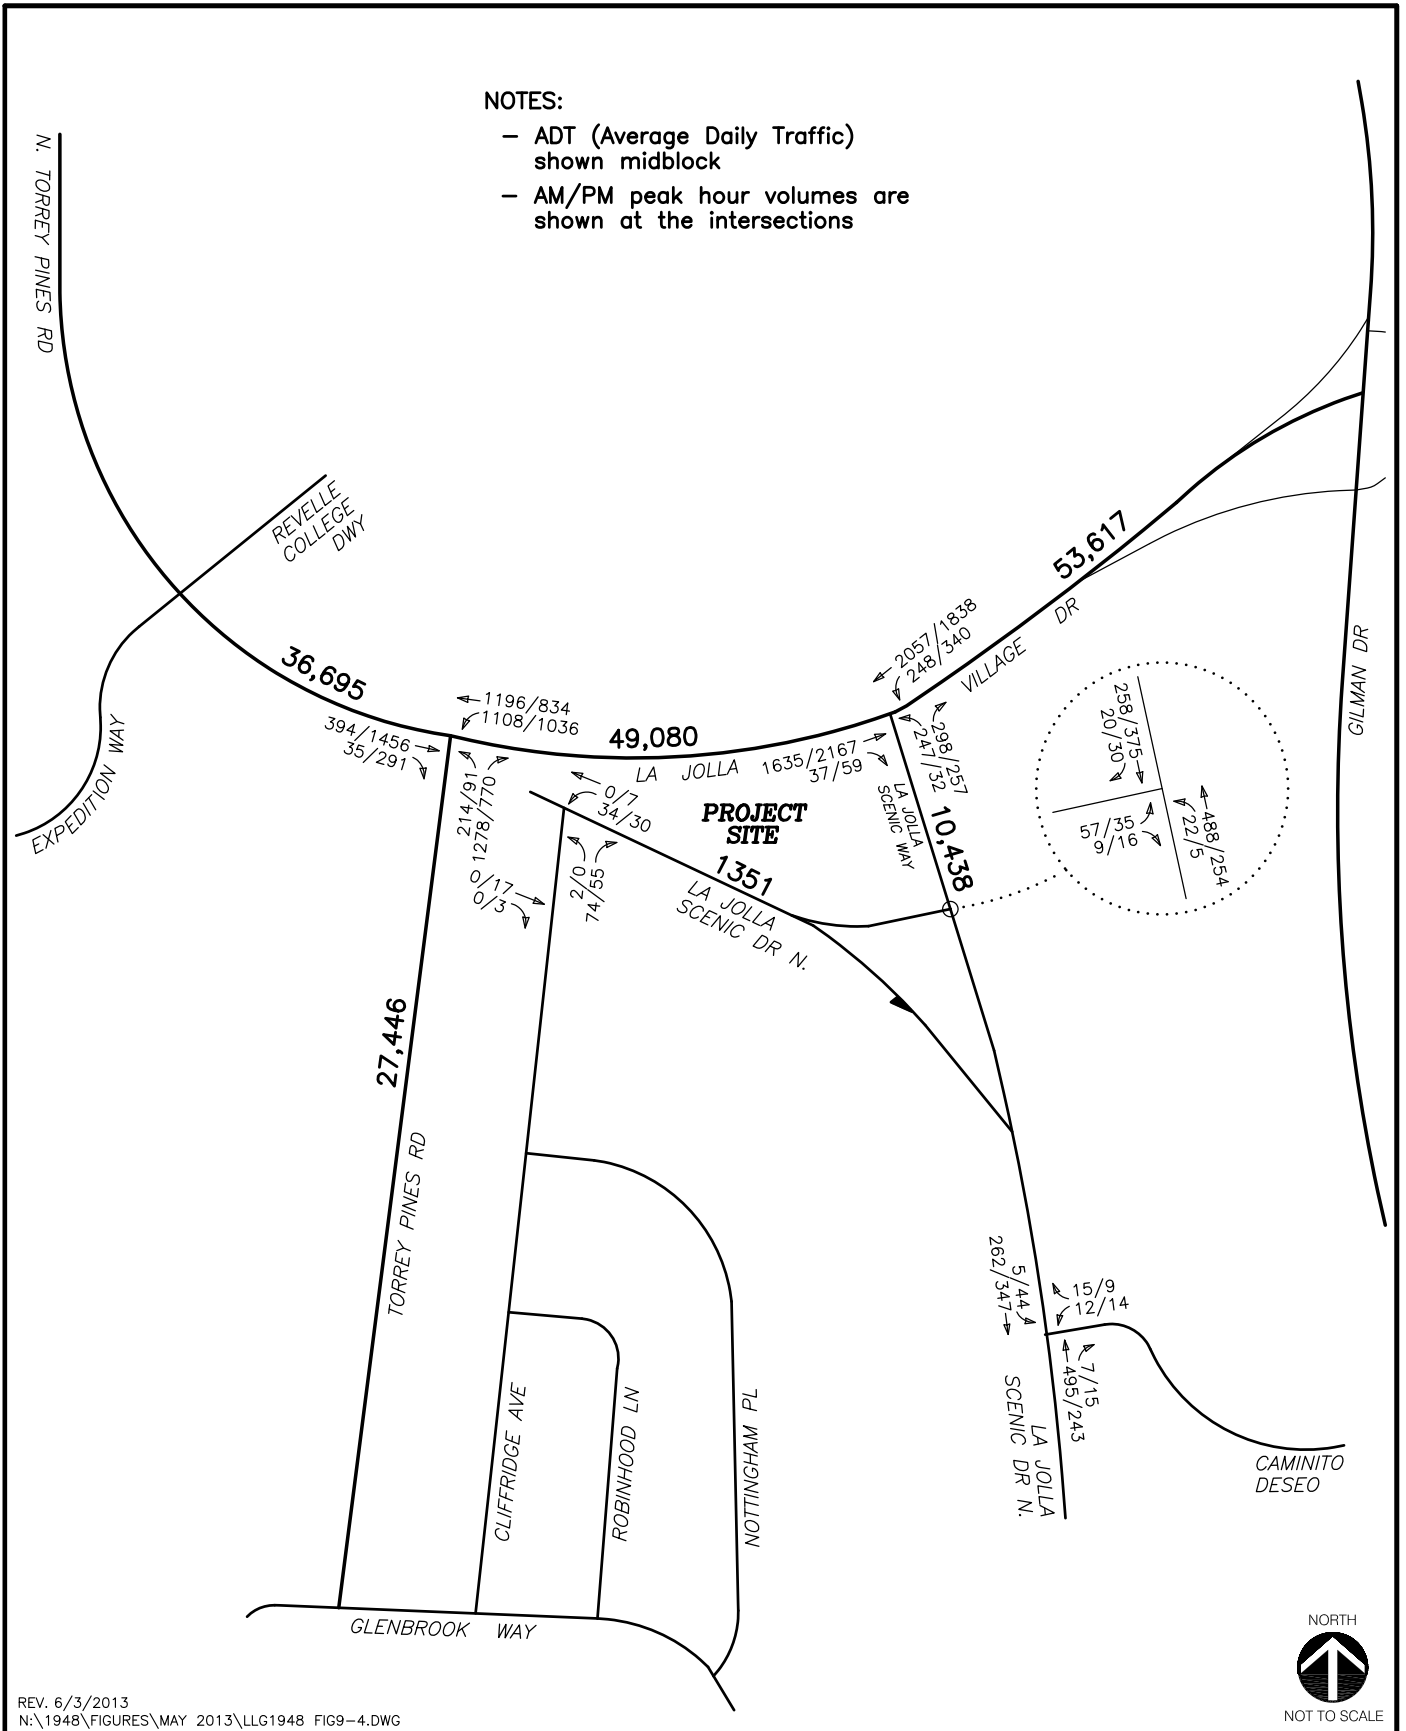 NOTES:
– ADT (Average Daily Traffic)
shown midblock
– AM/PM peak hour volumes are
shown at the intersections
N. TORREY PINES RD
REVELLE
COLLEGE
DWY
EXPEDITION WAY
36,695
394/1456
35/291
1196/834
1108/1036
214/91
1278/770
49,080
LA JOLLA
VILLAGE DR
53,617
2057/1838
248/340
1635/2167
37/59
298/257
247/32
LA JOLLA
SCENIC WAY
10,438
PROJECT
SITE
0/7
34/30
2/0
74/55
0/17
0/3
1351
LA JOLLA
SCENIC DR N.
258/375
20/30
57/35
9/16
488/254
22/5
GILMAN DR
27,446
TORREY PINES RD
CLIFFRIDGE AVE
ROBINHOOD LN
NOTTINGHAM PL
5/44
262/347
15/9
12/14
7/15
495/243
LA JOLLA
SCENIC DR N.
CAMINITO
DESEO
GLENBROOK WAY
NORTH
NOT TO SCALE
REV. 6/3/2013
N:\1948\FIGURES\MAY 2013\LLG1948 FIG9-4.DWG